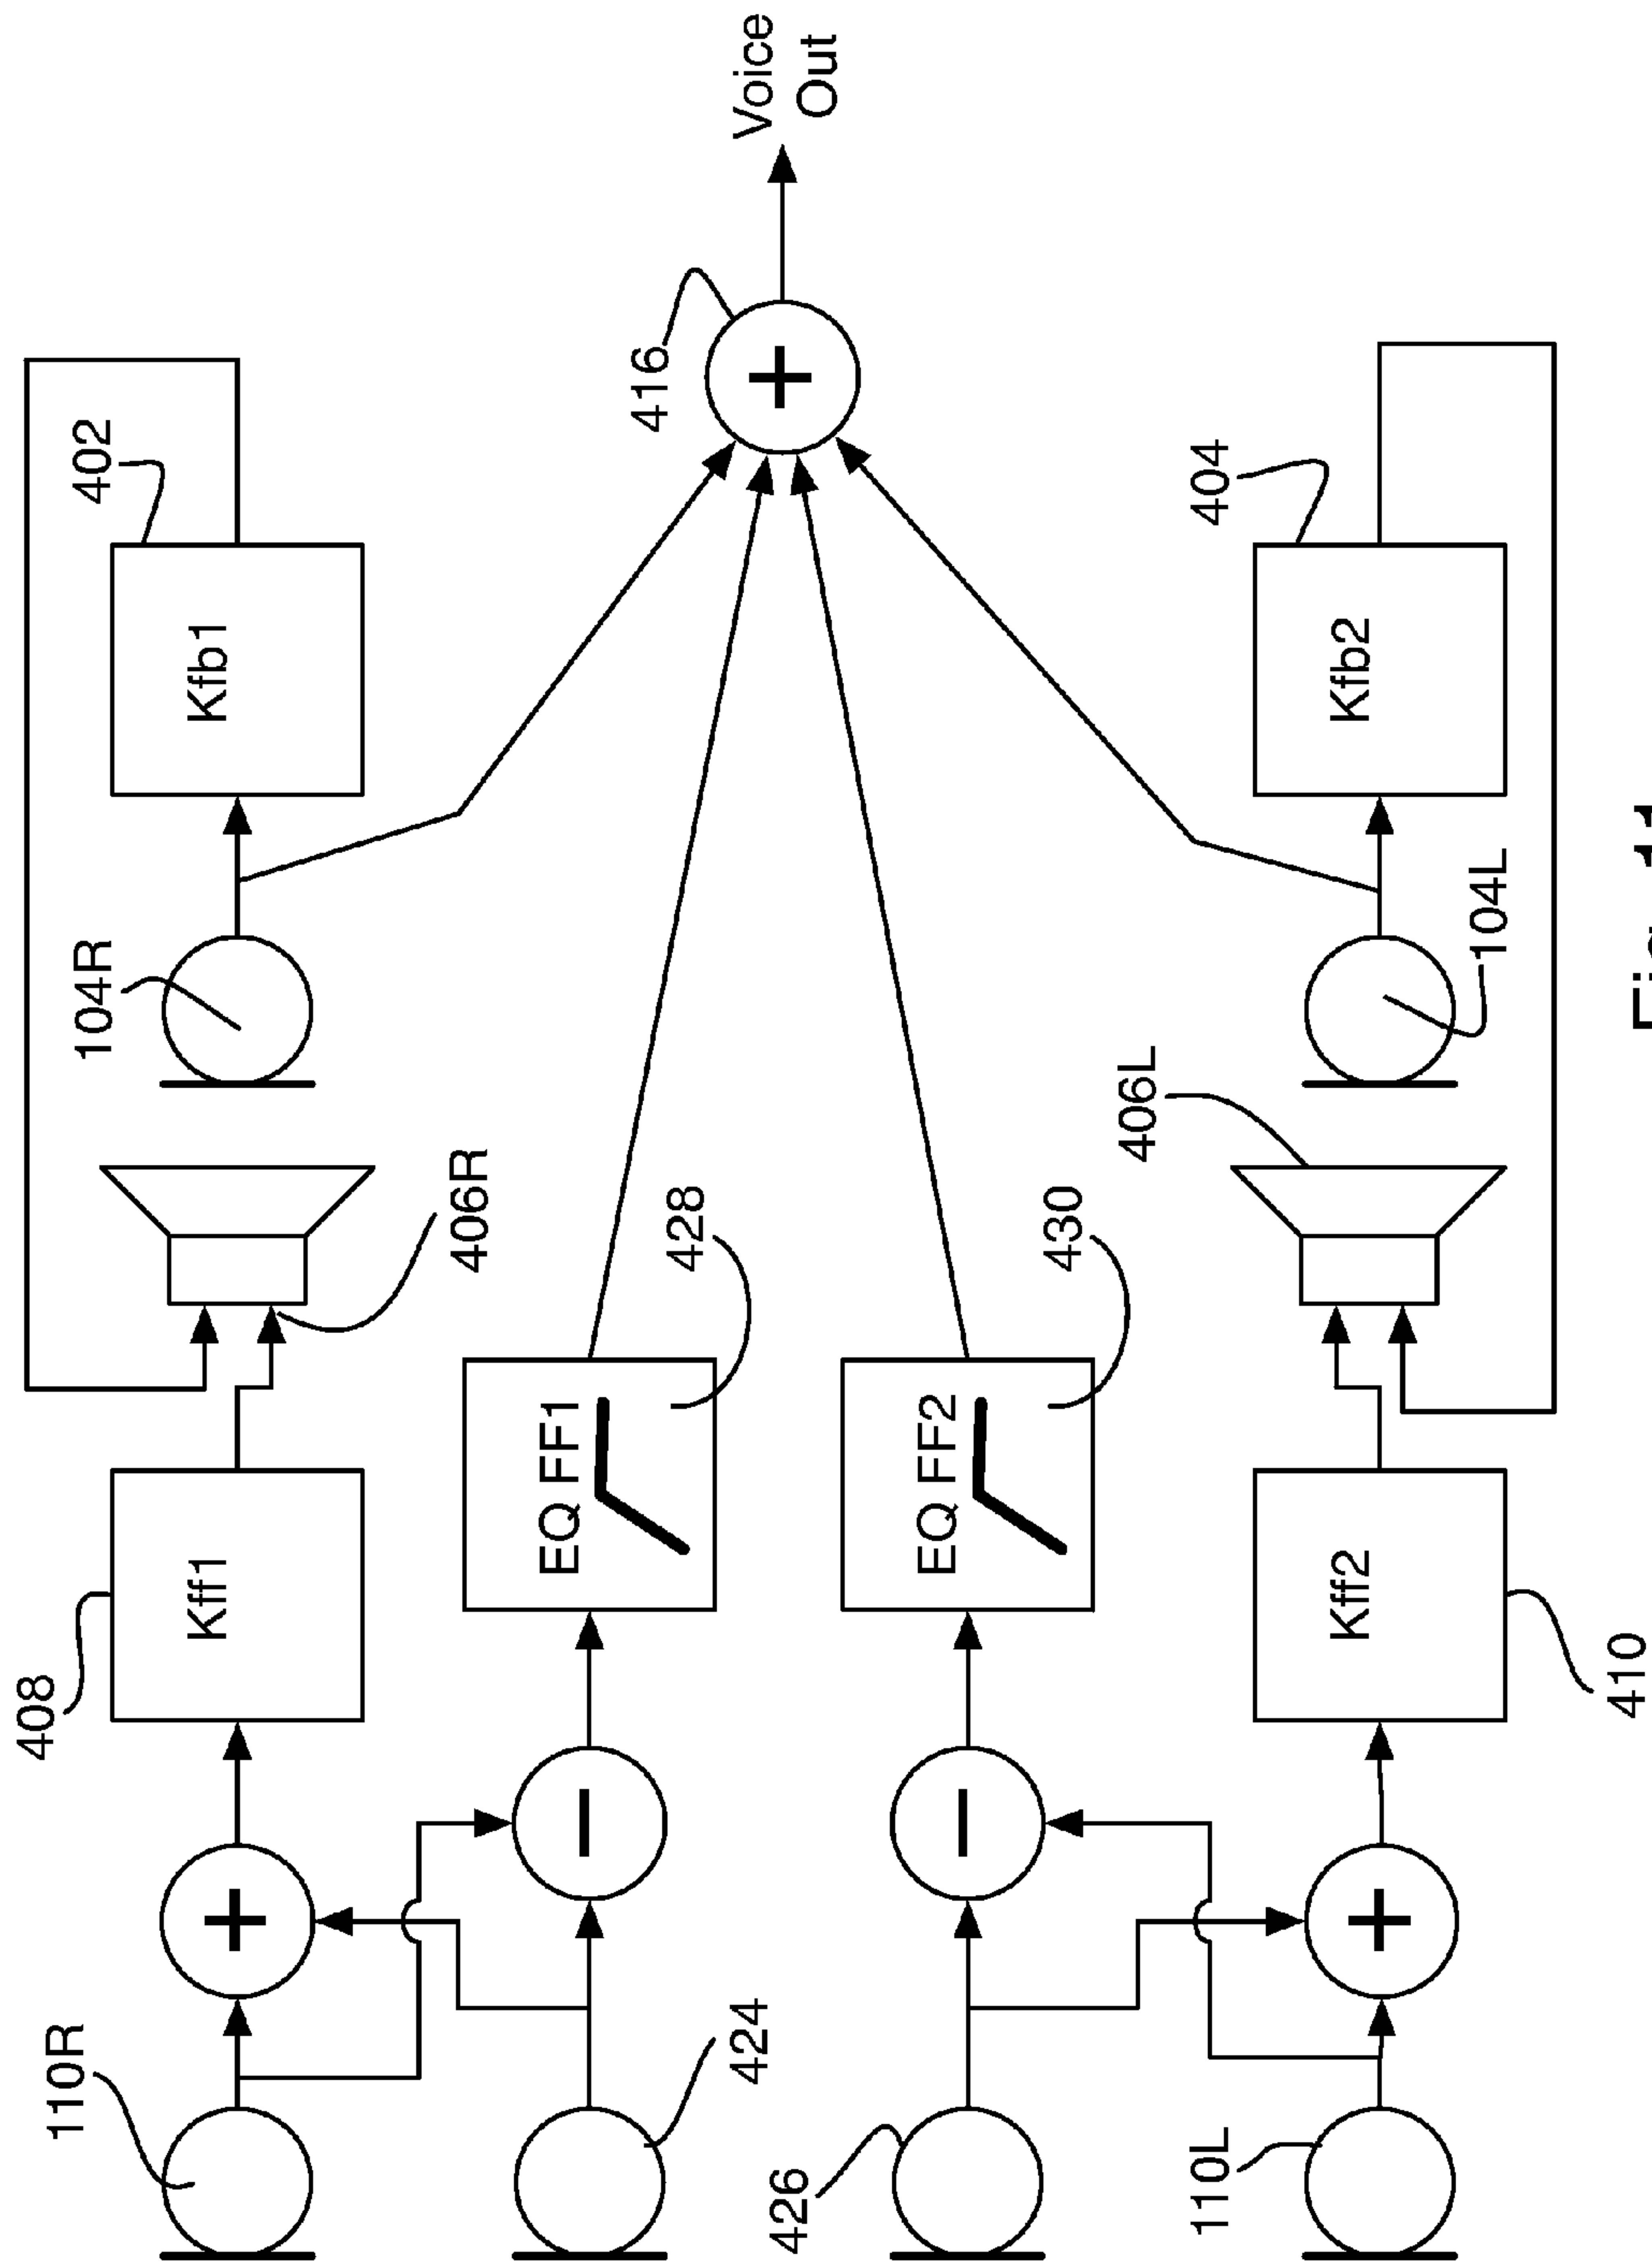 408
110R
104R
402
Kff1
Kfb1
406R
EQ FF1
416
428
424
Voice
Out
426
EQ FF2
430
406L
110L
404
Kff2
Kfb2
104L
410